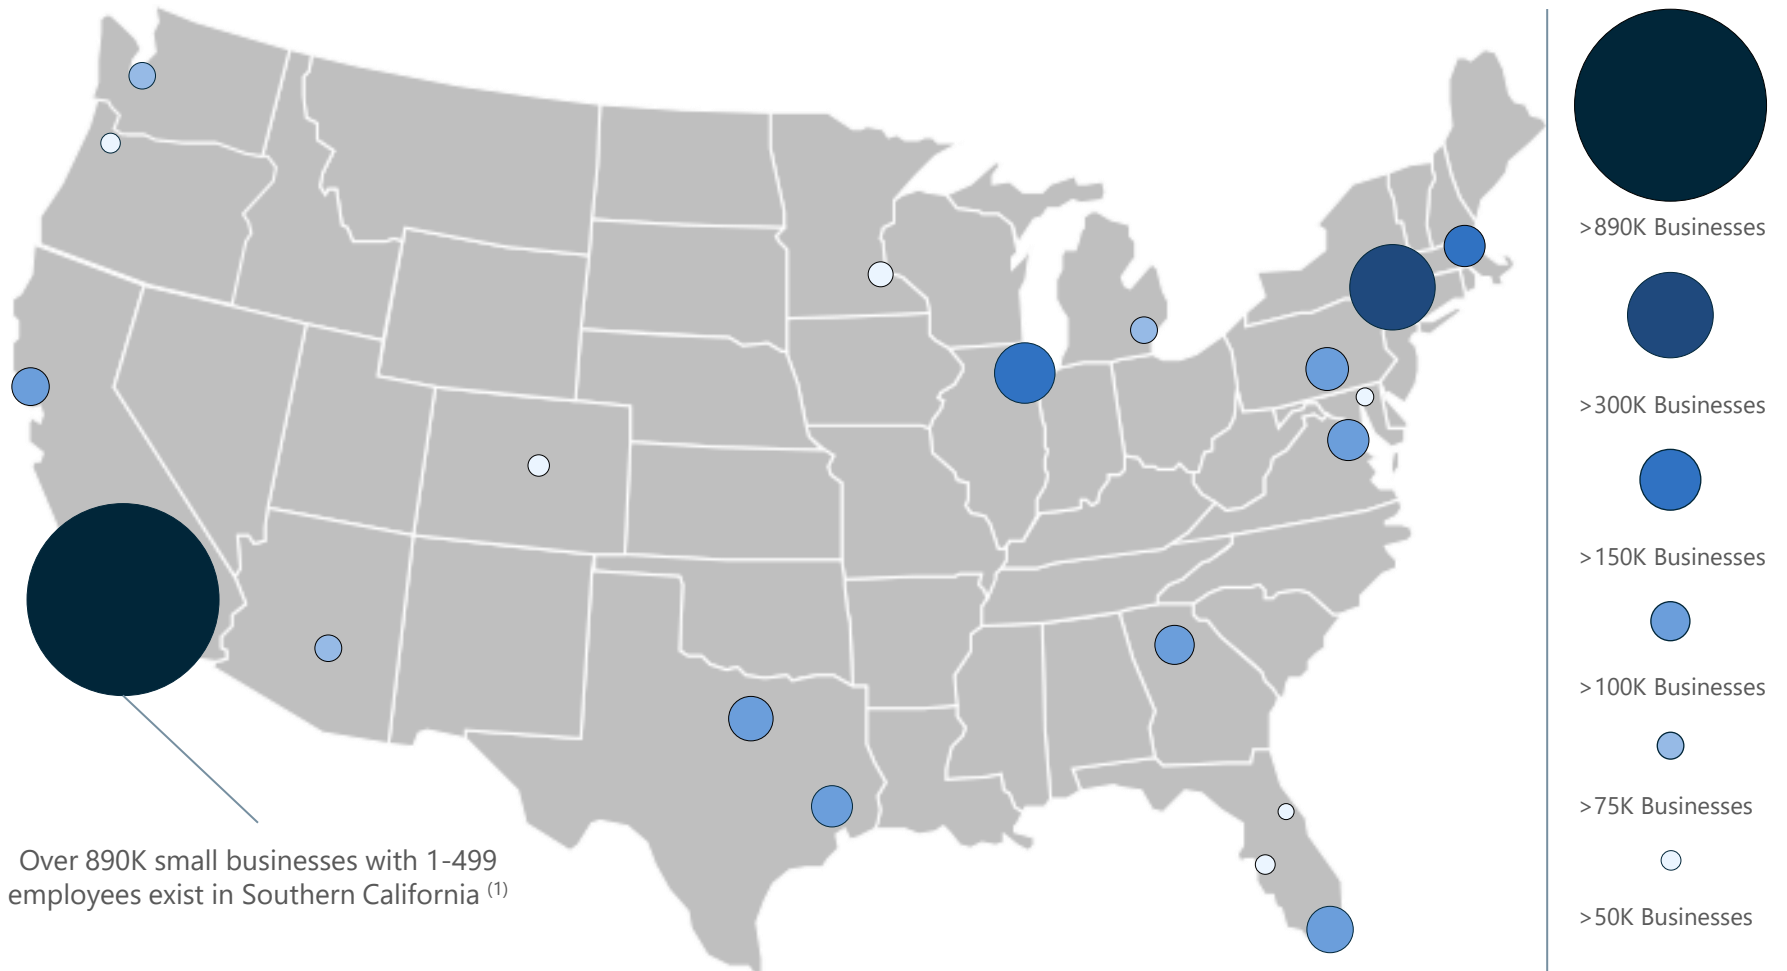 >890K Businesses
>300K Businesses
>150K Businesses
>100K Businesses
>75K Businesses
>50K Businesses
Over 890K small businesses with 1-499
employees exist in Southern California (1)